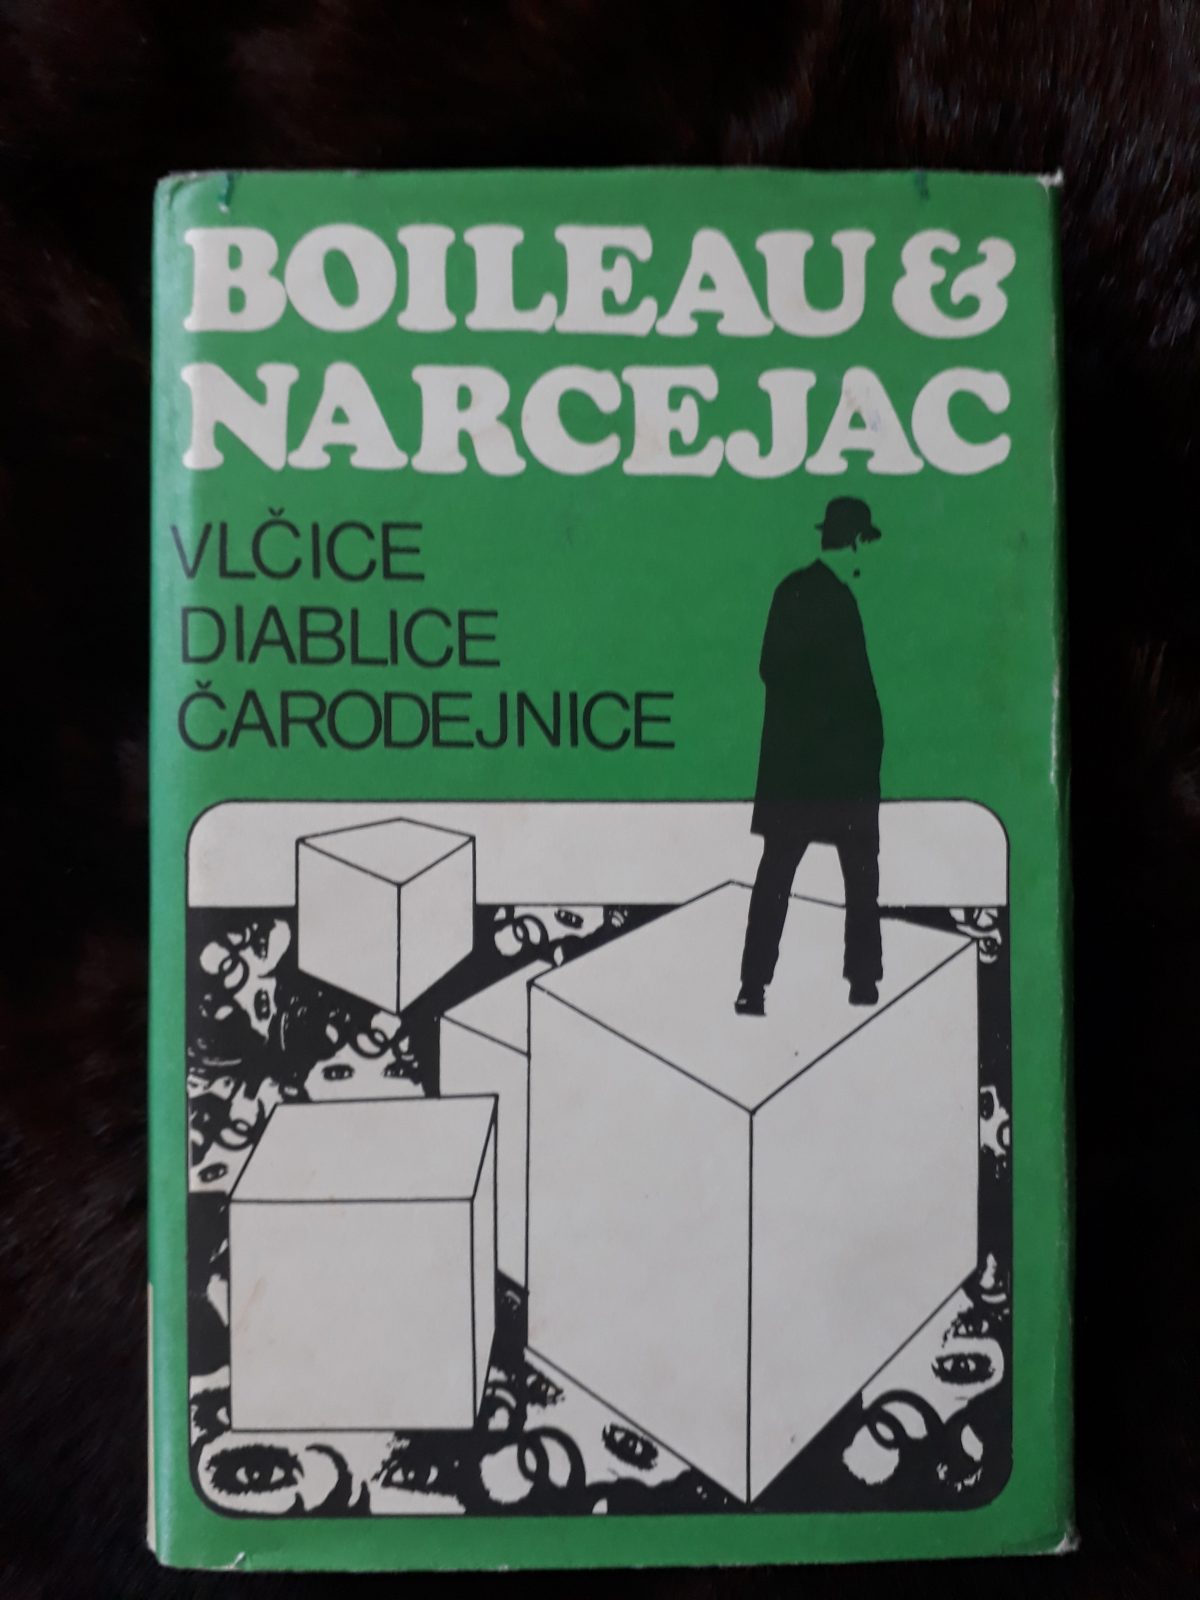 BOILEAU &
NARCEJAC
VLČICE
DIABLICE
ČARODEJNICE